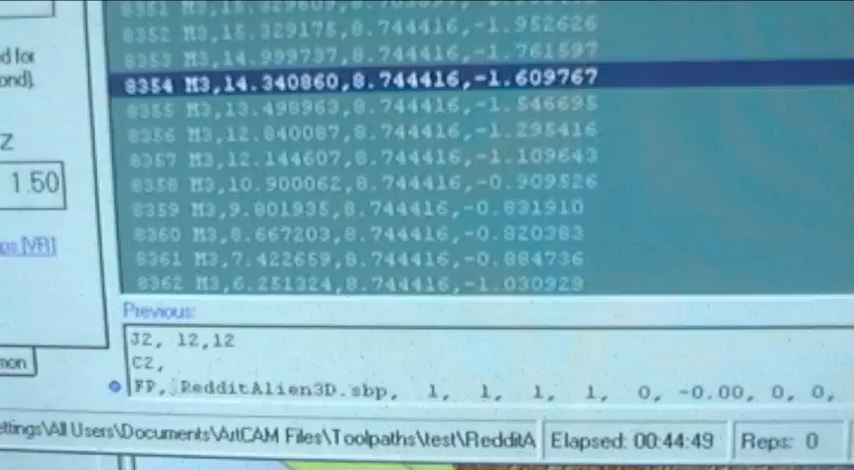 8352 M3,15.329175,8.744416,-1.952626
8353 M3,14.999737,8.744416,-1.761597
8354 M3,14.340860,8.744416,-1.609767
8355 M3,13.498963,8.744416,-1.546695
8356 M3,12.840087,8.744416,-1.295416
8357 M3,12.144607,8.744416,-1.109643
8358 M3,10.900062,8.744416,-0.909526
8359 M3,9.801935,8.744416,-0.831910
8360 M3,8.667203,8.744416,-0.820383
8361 M3,7.422659,8.744416,-0.884736
8362 M3,6.251324,8.744416,-1.030929
d for
ond).
Z
1.50
ps [VR]
mon
Previous:
J2, 12,12
C2,
FP, RedditAlien3D.sbp, 1, 1, 1, 1, 0, -0.00, 0, 0,
ettings\All Users\Documents\ArtCAM Files\Toolpaths\test\RedditA
Elapsed: 00:44:49
Reps: 0